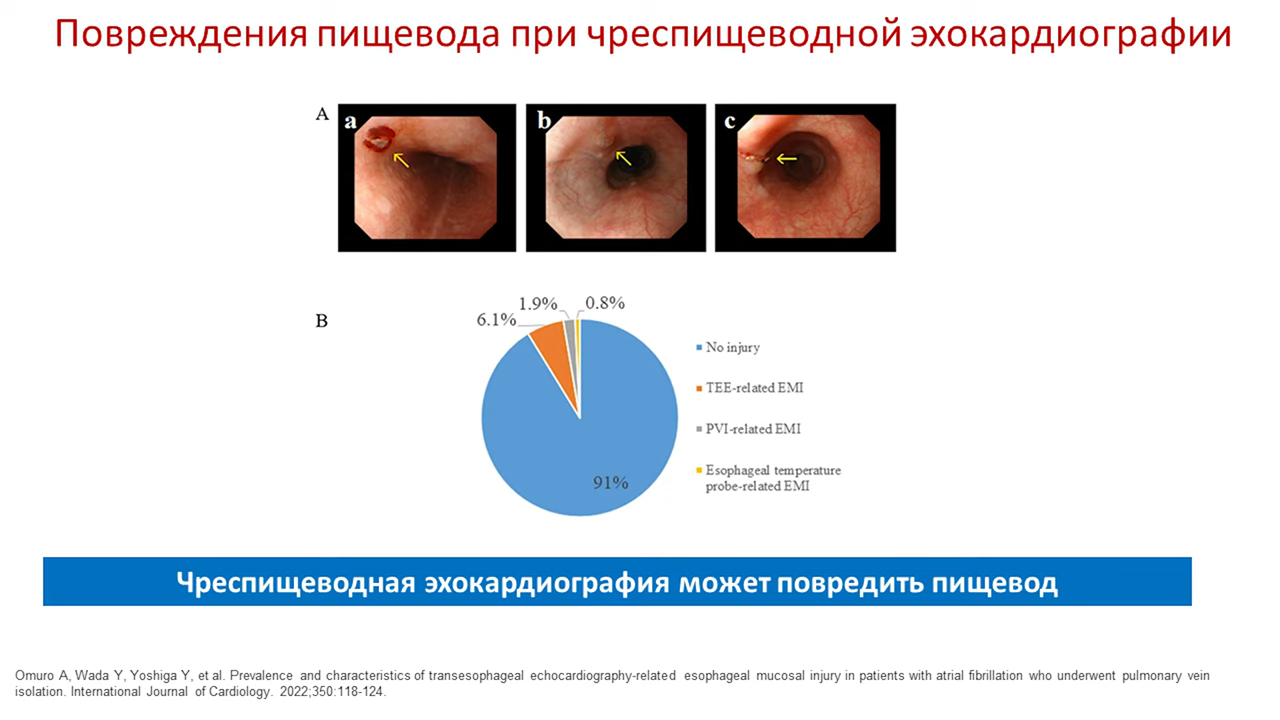 Повреждения пищевода при чреспищеводной эхокардиографии
A
a
b
c
B
1.9%
0.8%
6.1%
91%
No injury
TEE-related EMI
PVI-related EMI
Esophageal temperature
probe-related EMI
Чреспищеводная эхокардиография может повредить пищевод
Omuro A, Wada Y, Yoshiga Y, et al. Prevalence and characteristics of transesophageal echocardiography-related esophageal mucosal injury in patients with atrial fibrillation who underwent pulmonary vein
isolation. International Journal of Cardiology. 2022;350:118-124.